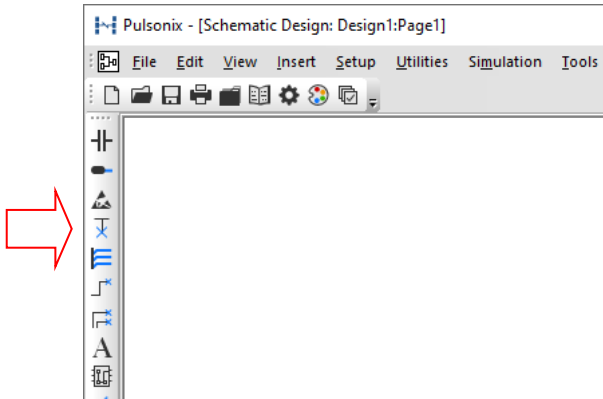 Pulsonix - [Schematic Design: Design1:Page1]
File Edit View Insert Setup Utilities Simulation Tools
A